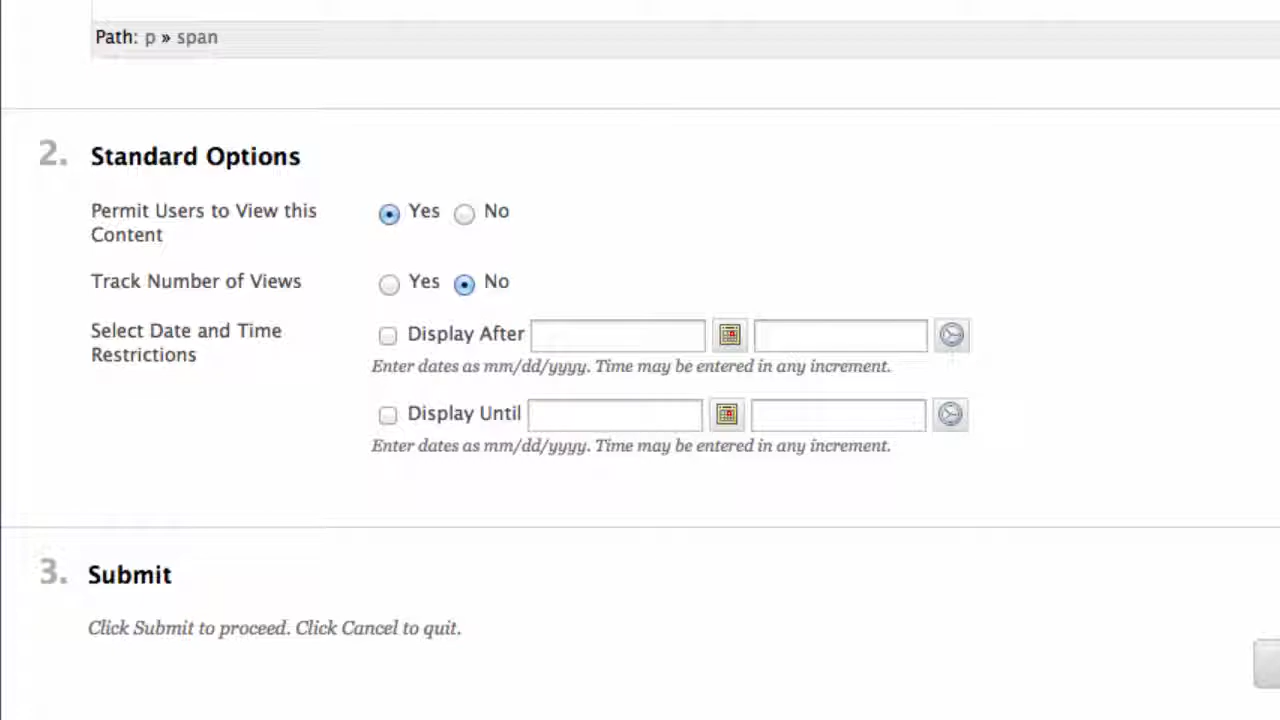 Path: p » span
2. Standard Options
Permit Users to View this
Content
Yes No
Track Number of Views
Yes No
Select Date and Time
Restrictions
Display After
Enter dates as mm/dd/yyyy. Time may be entered in any increment.
Display Until
Enter dates as mm/dd/yyyy. Time may be entered in any increment.
3. Submit
Click Submit to proceed. Click Cancel to quit.